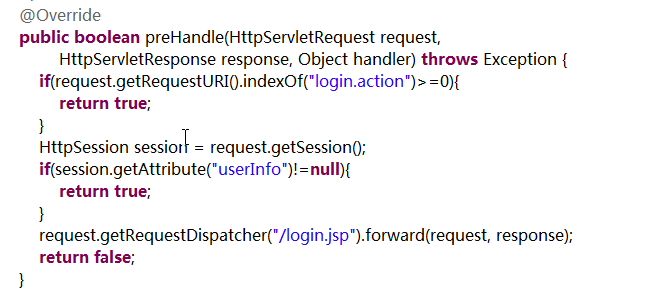 @Override
public boolean preHandle(HttpServletRequest request,
HttpServletResponse response, Object handler) throws Exception {
if(request.getRequestURI().indexOf("login.action")>=0){
return true;
}
HttpSession session = request.getSession();
if(session.getAttribute("userInfo")!=null){
return true;
}
request.getRequestDispatcher("/login.jsp").forward(request, response);
return false;
}